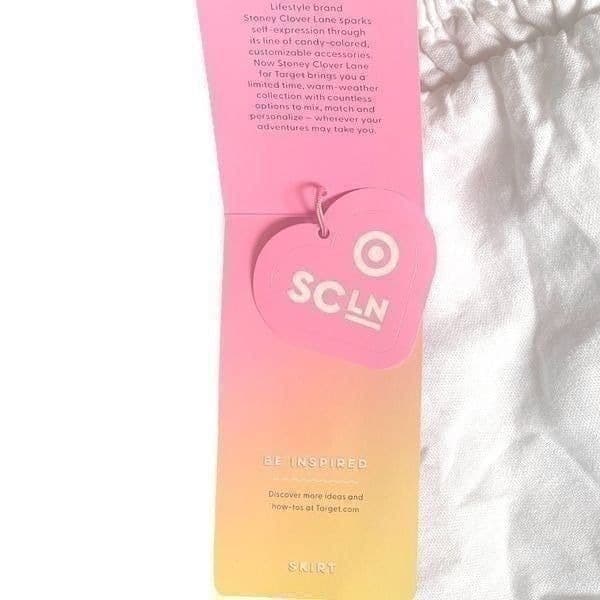 Lifestyle brand
Stoney Clover Lane sparks
self-expression through
its line of candy-colored,
customizable accessories.
Now Stoney Clover Lane
for Target brings you a
limited time, warm-weather
collection with countless
options to mix, match and
personalize – wherever your
adventures may take you.
SCLN
BE INSPIRED
Discover more ideas and
how-tos at Target.com
SKIRT